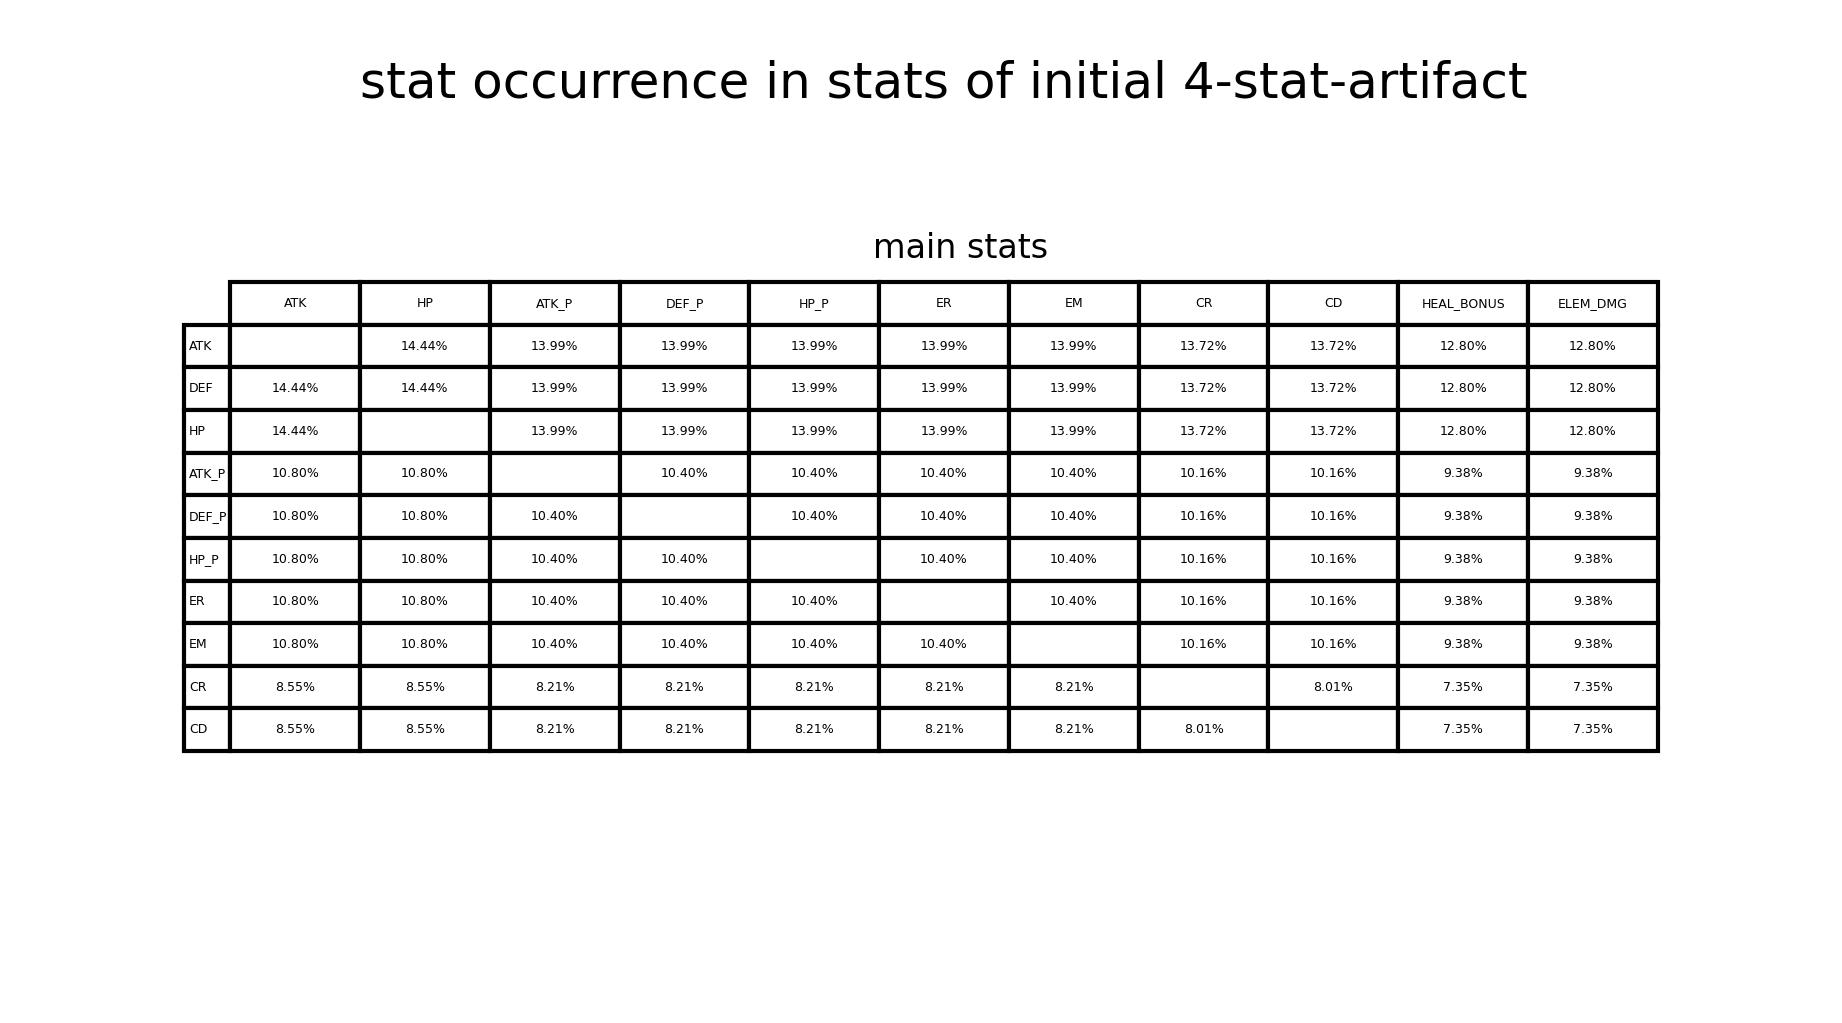 stat occurrence in stats of initial 4-stat-artifact
main stats
ATK HP ATK_P DEF_P HP_P ER EM CR CD HEAL_BONUS ELEM_DMG
ATK 14.44% 13.99% 13.99% 13.99% 13.99% 13.99% 13.72% 13.72% 12.80% 12.80%
DEF 14.44% 14.44% 13.99% 13.99% 13.99% 13.99% 13.99% 13.72% 13.72% 12.80% 12.80%
HP 14.44% 13.99% 13.99% 13.99% 13.99% 13.99% 13.72% 13.72% 12.80% 12.80%
ATK_P 10.80% 10.80% 10.40% 10.40% 10.40% 10.40% 10.16% 10.16% 9.38% 9.38%
DEF_P 10.80% 10.80% 10.40% 10.40% 10.40% 10.40% 10.16% 10.16% 9.38% 9.38%
HP_P 10.80% 10.80% 10.40% 10.40% 10.40% 10.40% 10.16% 10.16% 9.38% 9.38%
ER 10.80% 10.80% 10.40% 10.40% 10.40% 10.40% 10.16% 10.16% 9.38% 9.38%
EM 10.80% 10.80% 10.40% 10.40% 10.40% 10.40% 10.16% 10.16% 9.38% 9.38%
CR 8.55% 8.55% 8.21% 8.21% 8.21% 8.21% 8.21% 8.01% 7.35% 7.35%
CD 8.55% 8.55% 8.21% 8.21% 8.21% 8.21% 8.21% 8.01% 7.35% 7.35%